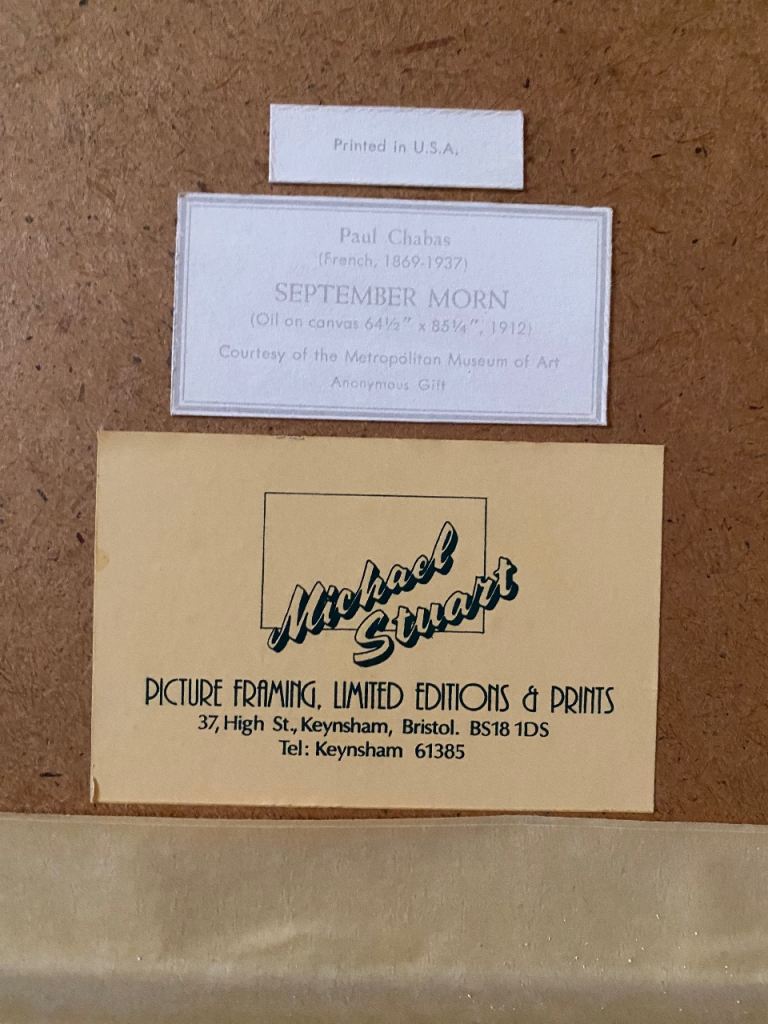 Printed in U.S.A.
Paul Chabas
(French, 1869-1937)
SEPTEMBER MORN
(Oil on canvas 64½" x 85¼", 1912)
Courtesy of the Metropolitan Museum of Art
Anonymous Gift
Michael
Stuart
PICTURE FRAMING, LIMITED EDITIONS & PRINTS
37, High St., Keynsham, Bristol. BS18 1DS
Tel: Keynsham 61385